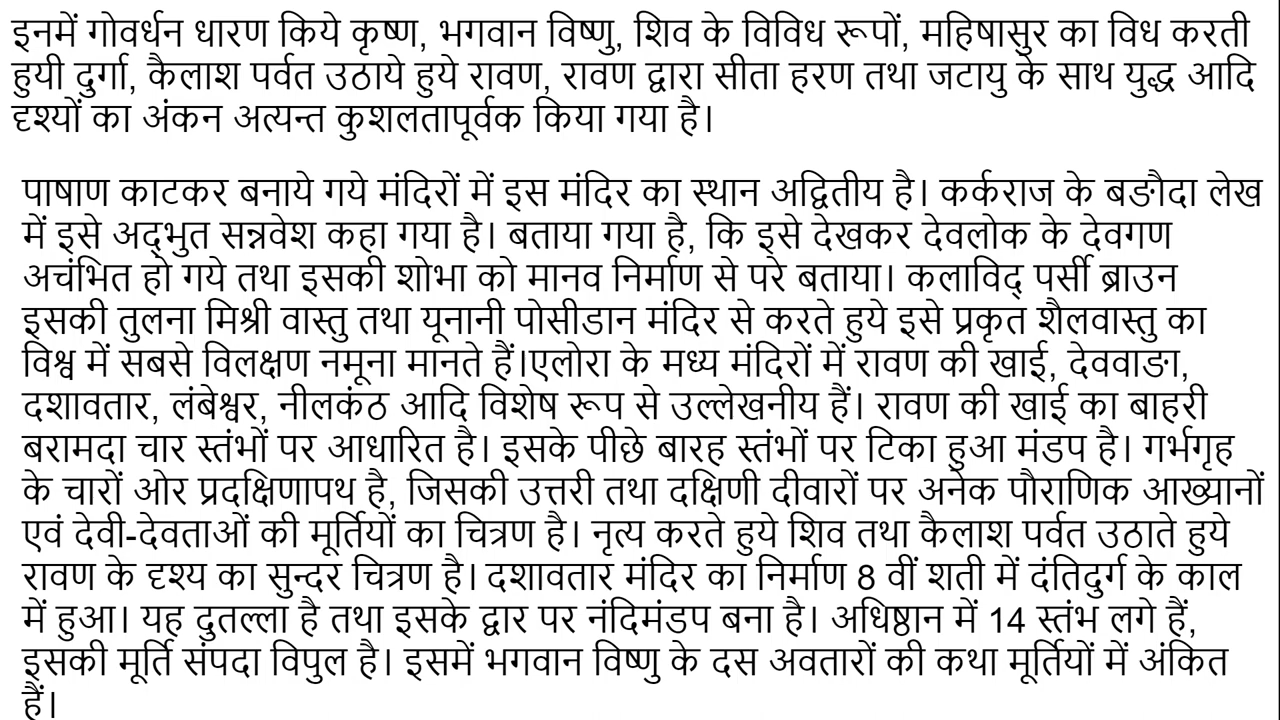 इनमें गोवर्धन धारण किये कृष्ण, भगवान विष्णु, शिव के विविध रूपों, महिषासुर का विध करती
हुयी दुर्गा, कैलाश पर्वत उठाये हुये रावण, रावण द्वारा सीता हरण तथा जटायु के साथ युद्ध आदि
दृश्यों का अंकन अत्यन्त कुशलतापूर्वक किया गया है।
पाषाण काटकर बनाये गये मंदिरों में इस मंदिर का स्थान अद्वितीय है। कर्कराज के बङौदा लेख
में इसे अद्भुत सन्नवेश कहा गया है। बताया गया है, कि इसे देखकर देवलोक के देवगण
अचंभित हो गये तथा इसकी शोभा को मानव निर्माण से परे बताया। कलाविद् पर्सी ब्राउन
इसकी तुलना मिश्री वास्तु तथा यूनानी पोसीडान मंदिर से करते हुये इसे प्रकृत शैलवास्तु का
विश्व में सबसे विलक्षण नमूना मानते हैं।एलोरा के मध्य मंदिरों में रावण की खाई, देववाङा,
दशावतार, लंबेश्वर, नीलकंठ आदि विशेष रूप से उल्लेखनीय हैं। रावण की खाई का बाहरी
बरामदा चार स्तंभों पर आधारित है। इसके पीछे बारह स्तंभों पर टिका हुआ मंडप है। गर्भगृह
के चारों ओर प्रदक्षिणापथ है, जिसकी उत्तरी तथा दक्षिणी दीवारों पर अनेक पौराणिक आख्यानों
एवं देवी-देवताओं की मूर्तियों का चित्रण है। नृत्य करते हुये शिव तथा कैलाश पर्वत उठाते हुये
रावण के दृश्य का सुन्दर चित्रण है। दशावतार मंदिर का निर्माण 8 वीं शती में दंतिदुर्ग के काल
में हुआ। यह दुतल्ला है तथा इसके द्वार पर नंदिमंडप बना है। अधिष्ठान में 14 स्तंभ लगे हैं,
इसकी मूर्ति संपदा विपुल है। इसमें भगवान विष्णु के दस अवतारों की कथा मूर्तियों में अंकित
हैं।